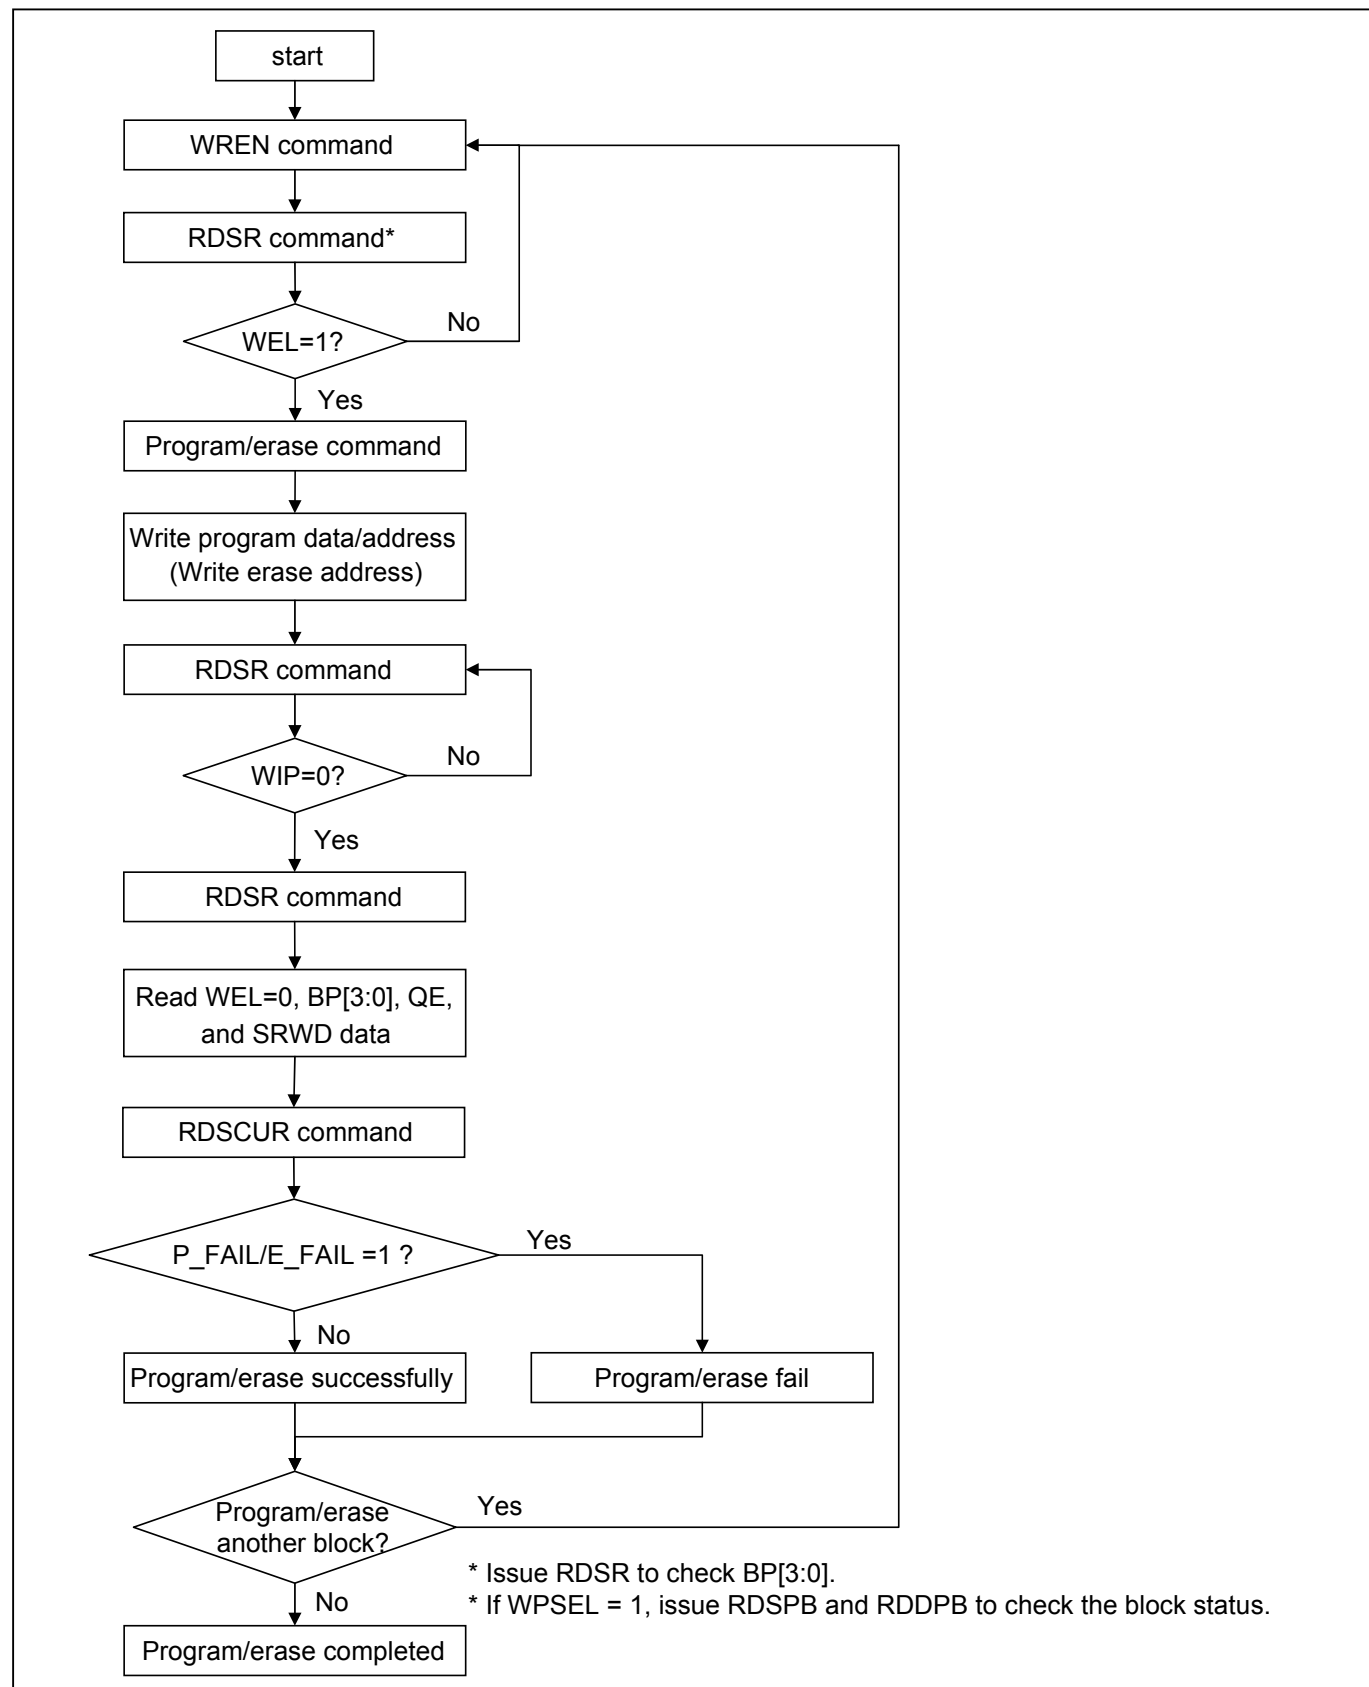 start
WREN command
RDSR command*
WEL=1?
No
Yes
Program/erase command
Write program data/address
(Write erase address)
RDSR command
WIP=0?
No
Yes
RDSR command
Read WEL=0, BP[3:0], QE,
and SRWD data
RDSCUR command
P_FAIL/E_FAIL =1 ?
Yes
No
Program/erase successfully
Program/erase fail
Program/erase
another block?
Yes
* Issue RDSR to check BP[3:0].
* If WPSEL = 1, issue RDSPB and RDDPB to check the block status.
No
Program/erase completed